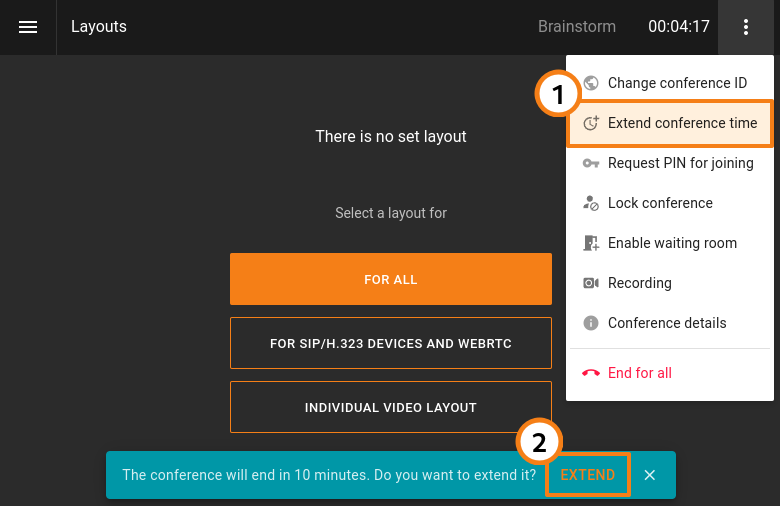 Layouts
Brainstorm
00:04:17
1
Change conference ID
Extend conference time
Request PIN for joining
Lock conference
Enable waiting room
Recording
Conference details
End for all
There is no set layout
Select a layout for
FOR ALL
FOR SIP/H.323 DEVICES AND WEBRTC
INDIVIDUAL VIDEO LAYOUT
2
The conference will end in 10 minutes. Do you want to extend it?
EXTEND